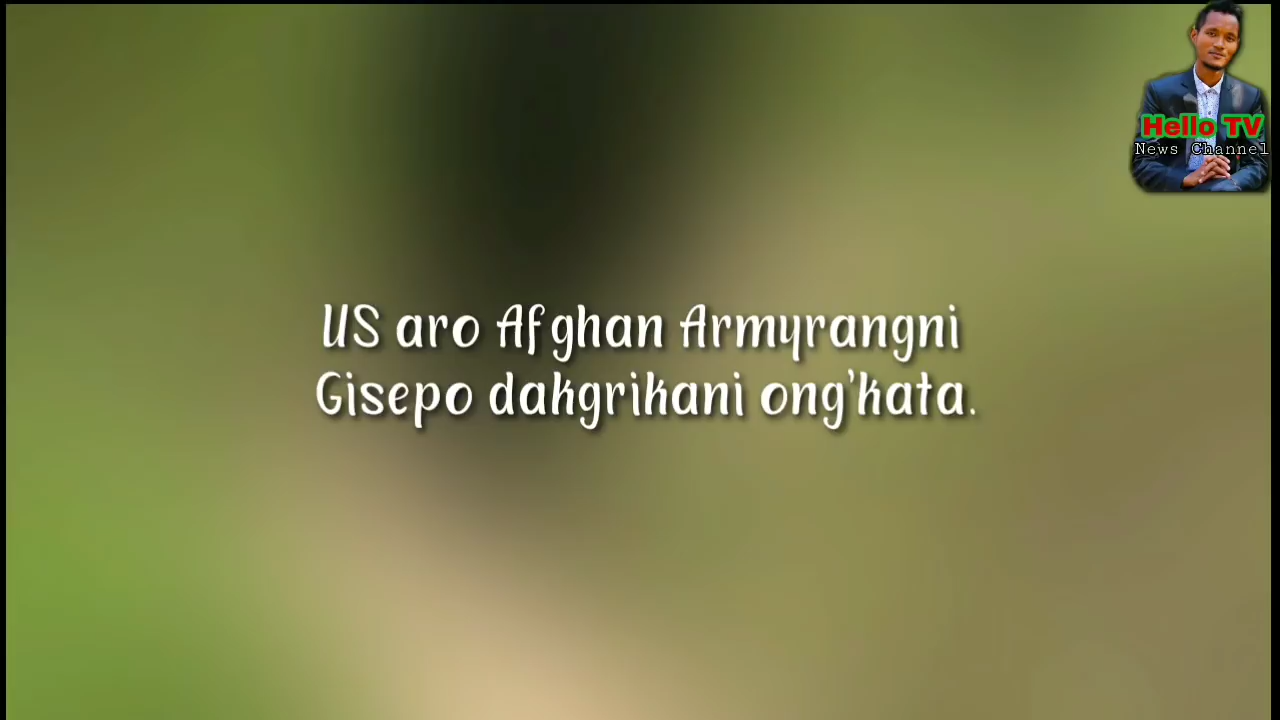 Hello TV
News Channel
US aro Afghan Armyrangni
Gisepo dakgrikani ong'kata.